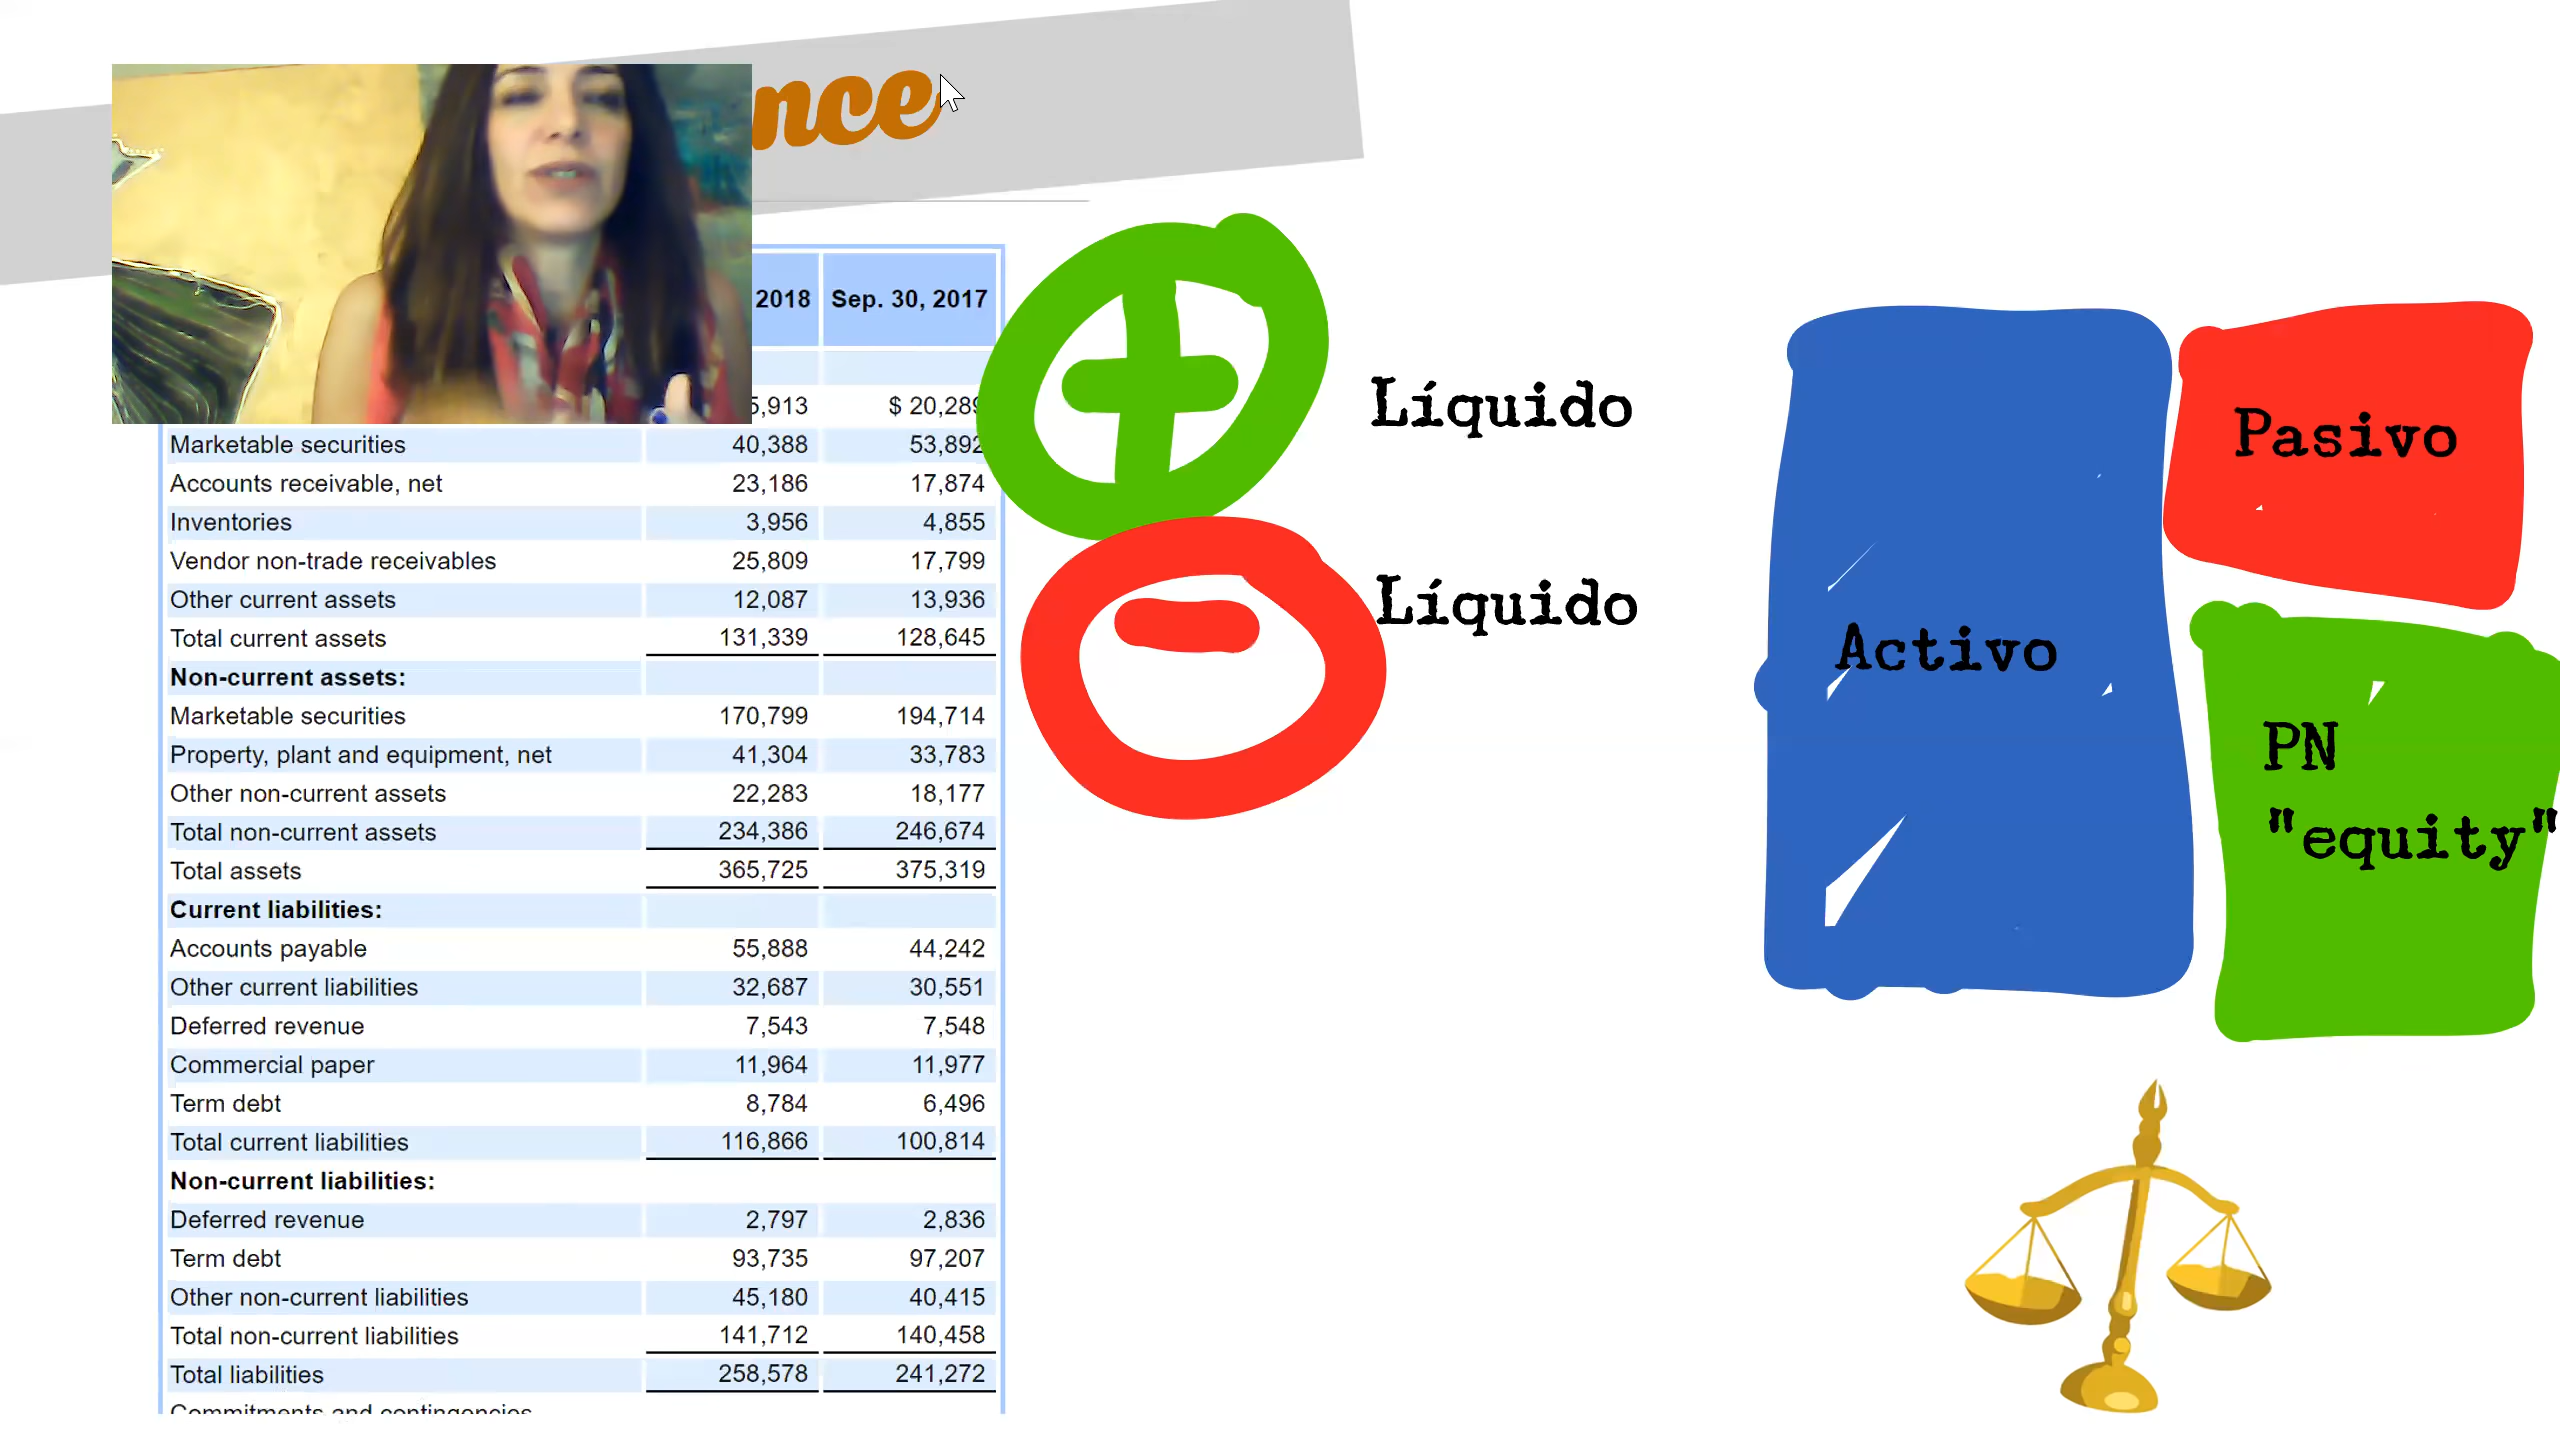 nce
2018 Sep. 30, 2017
5,913 $ 20,289
Marketable securities 40,388 53,892
Accounts receivable, net 23,186 17,874
Inventories 3,956 4,855
Vendor non-trade receivables 25,809 17,799
Other current assets 12,087 13,936
Total current assets 131,339 128,645
Non-current assets:
Marketable securities 170,799 194,714
Property, plant and equipment, net 41,304 33,783
Other non-current assets 22,283 18,177
Total non-current assets 234,386 246,674
Total assets 365,725 375,319
Current liabilities:
Accounts payable 55,888 44,242
Other current liabilities 32,687 30,551
Deferred revenue 7,543 7,548
Commercial paper 11,964 11,977
Term debt 8,784 6,496
Total current liabilities 116,866 100,814
Non-current liabilities:
Deferred revenue 2,797 2,836
Term debt 93,735 97,207
Other non-current liabilities 45,180 40,415
Total non-current liabilities 141,712 140,458
Total liabilities 258,578 241,272
Commitments and contingencies
Líquido
Líquido
Activo
Pasivo
PN
"equity"